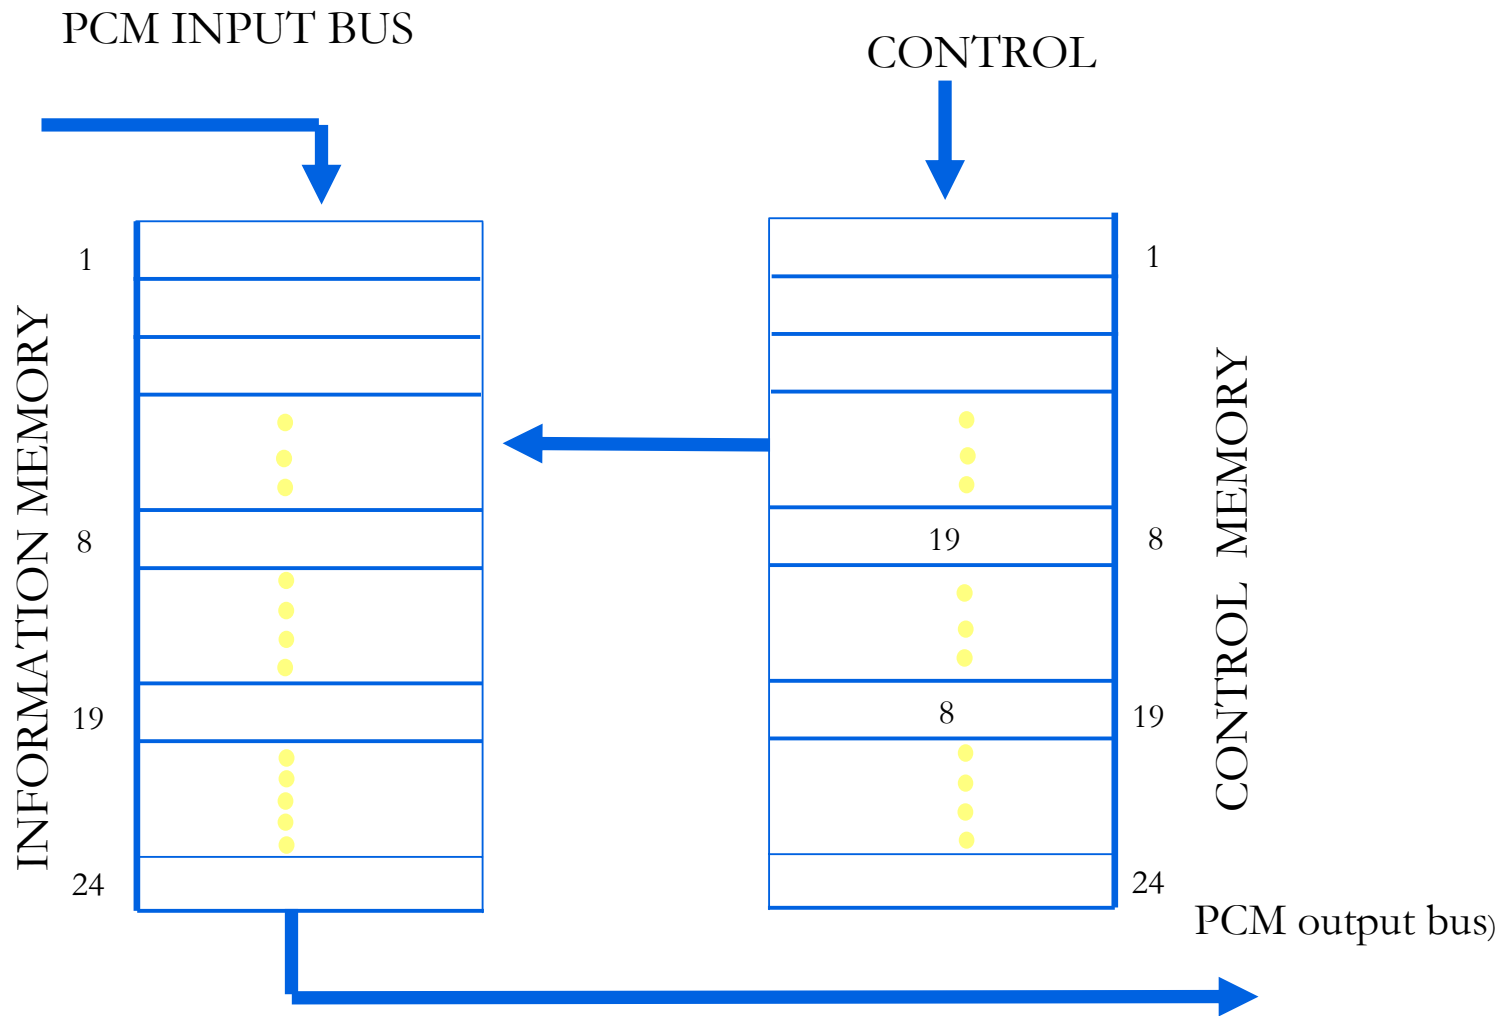 PCM INPUT BUS
CONTROL
INFORMATION MEMORY
1
8
19
24
19
8
1
8
19
24
CONTROL MEMORY
PCM output bus)